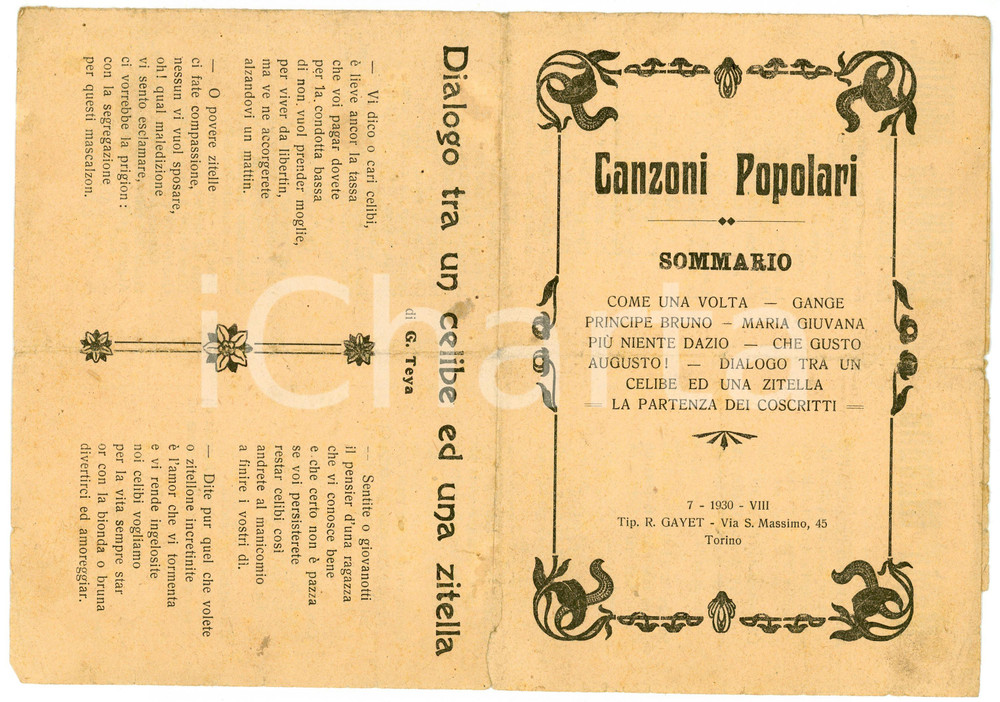 Canzoni Popolari
SOMMARIO
COME UNA VOLTA — GANGE
PRINCIPE BRUNO — MARIA GIUVANA
PIÙ NIENTE DAZIO — CHE GUSTO
AUGUSTO! — DIALOGO TRA UN
CELIBE ED UNA ZITELLA
LA PARTENZA DEI COSCRITTI
7 - 1930 - VIII
Tip. R. GAYET - Via S. Massimo, 45
Torino
Dialogo tra un celibe ed una zitella
di G. Teya
— Vi dico o cari celibi,
è lieve ancor la tassa
che voi pagar dovete
per la condotta bassa
di non vuol prender moglie,
per viver da libertin,
ma ve ne accorgerete
alzandovi un mattin.
— O povere zitelle
ci fate compassione,
nessun vi vuol sposare,
oh! qual maledizione
vi sento esclamare,
ci vorrebbe la prigion:
con la segregazione
per questi mascalzon.
— Sentite o giovanotti
il pensier d'una ragazza
che vi conosce bene
e che certo non è pazza
se voi persisterete
restar celibi così
andrete al manicomio
a finire i vostri dì.
— Dite pur quel che volete
o zitellone incretinite
è l'amor che vi tormenta
e vi rende ingelosite
noi celibi vogliamo
per la vita sempre star
or con la bionda o bruna
divertirci ed amoreggiar.
iCharta